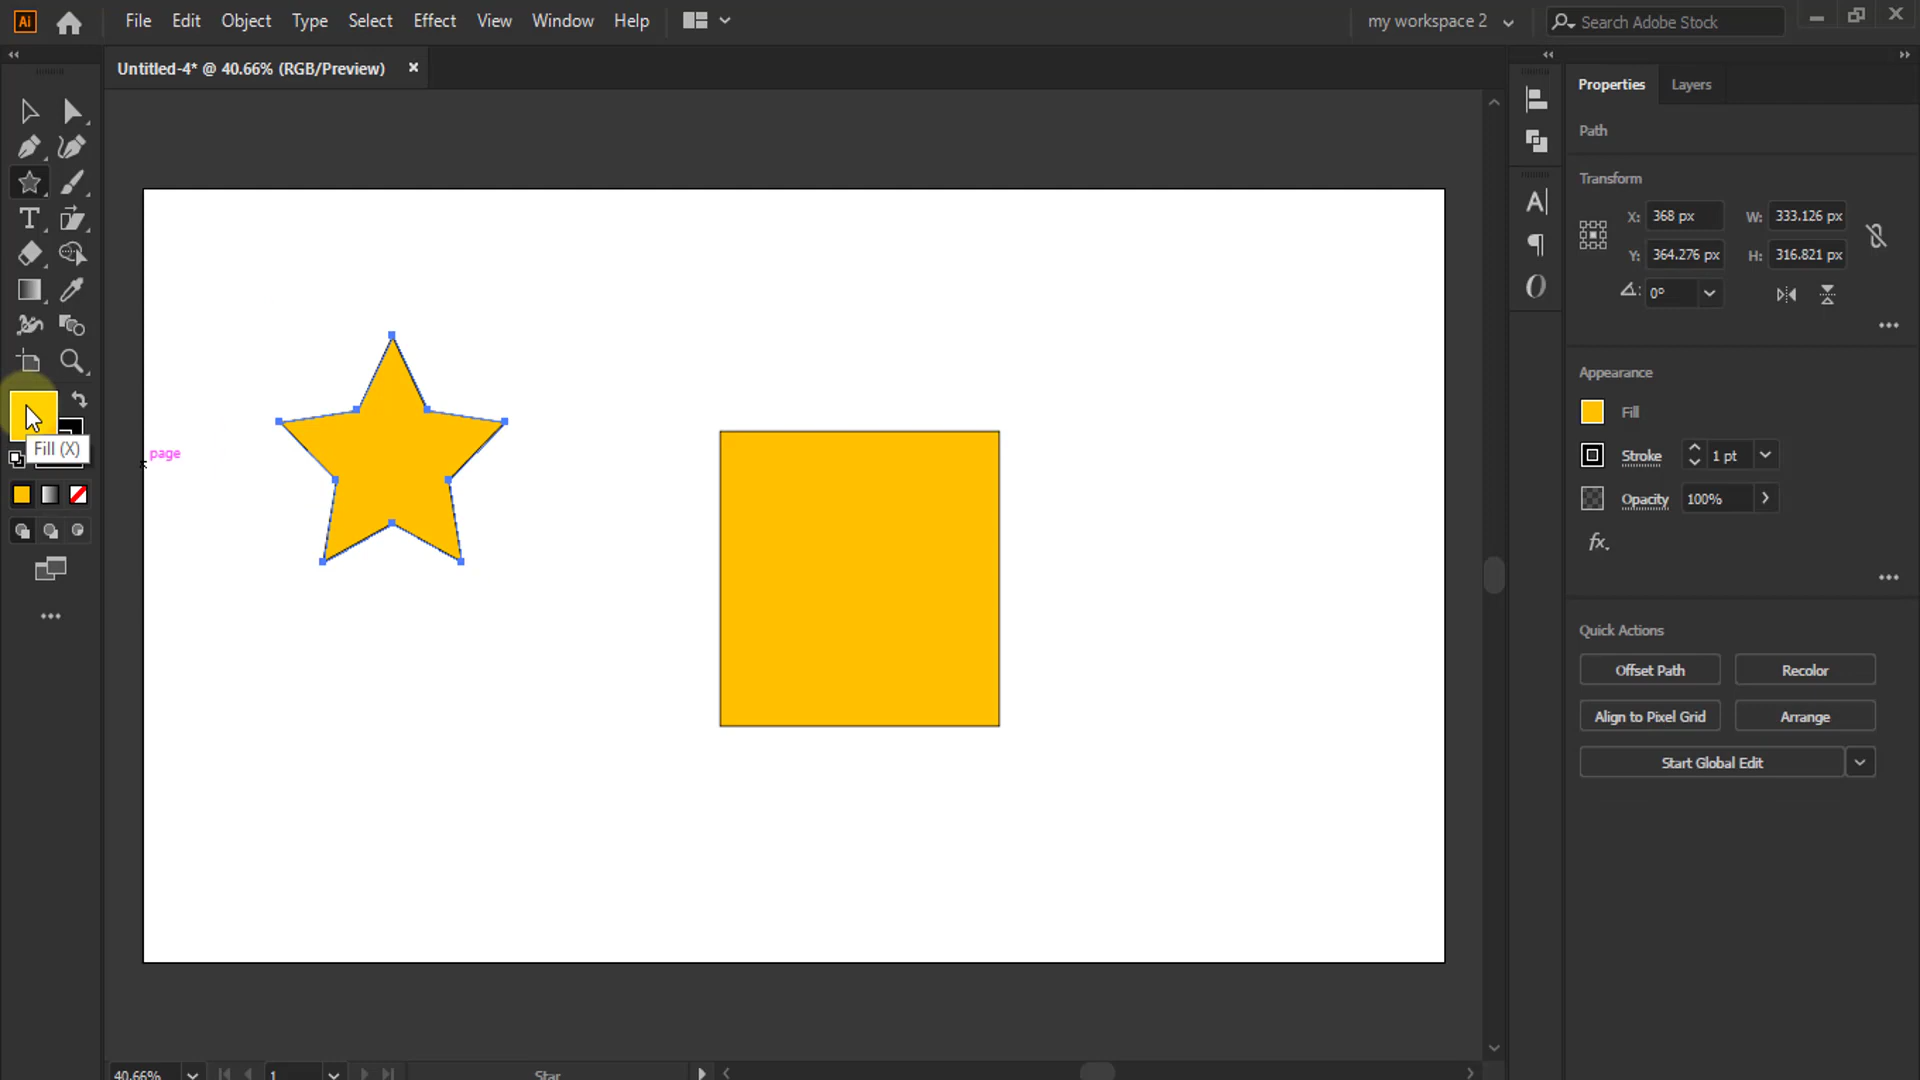 Ai File Edit Object Type Select Effect View Window Help my workspace 2 Search Adobe Stock
Untitled-4* @ 40.66% (RGB/Preview)
Properties Layers
Path
Transform
X: 368 px W: 333.126 px
Y: 364.276 px H: 316.821 px
0°
Appearance
Fill
Stroke 1 pt
Opacity 100%
fx.
Quick Actions
Offset Path Recolor
Align to Pixel Grid Arrange
Start Global Edit
Fill (X)
page
40.66% 1 Star